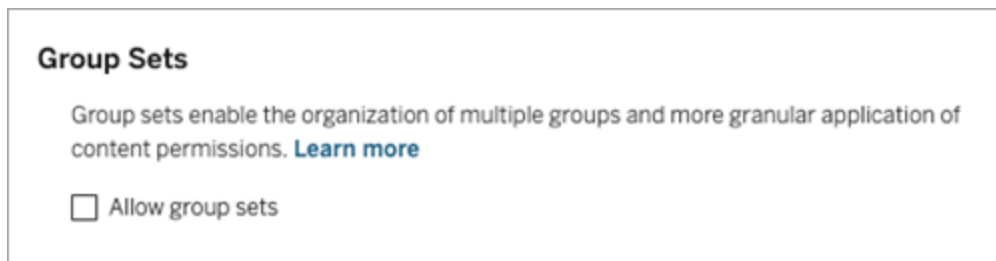 Group Sets
Group sets enable the organization of multiple groups and more granular application of
content permissions. Learn more
Allow group sets